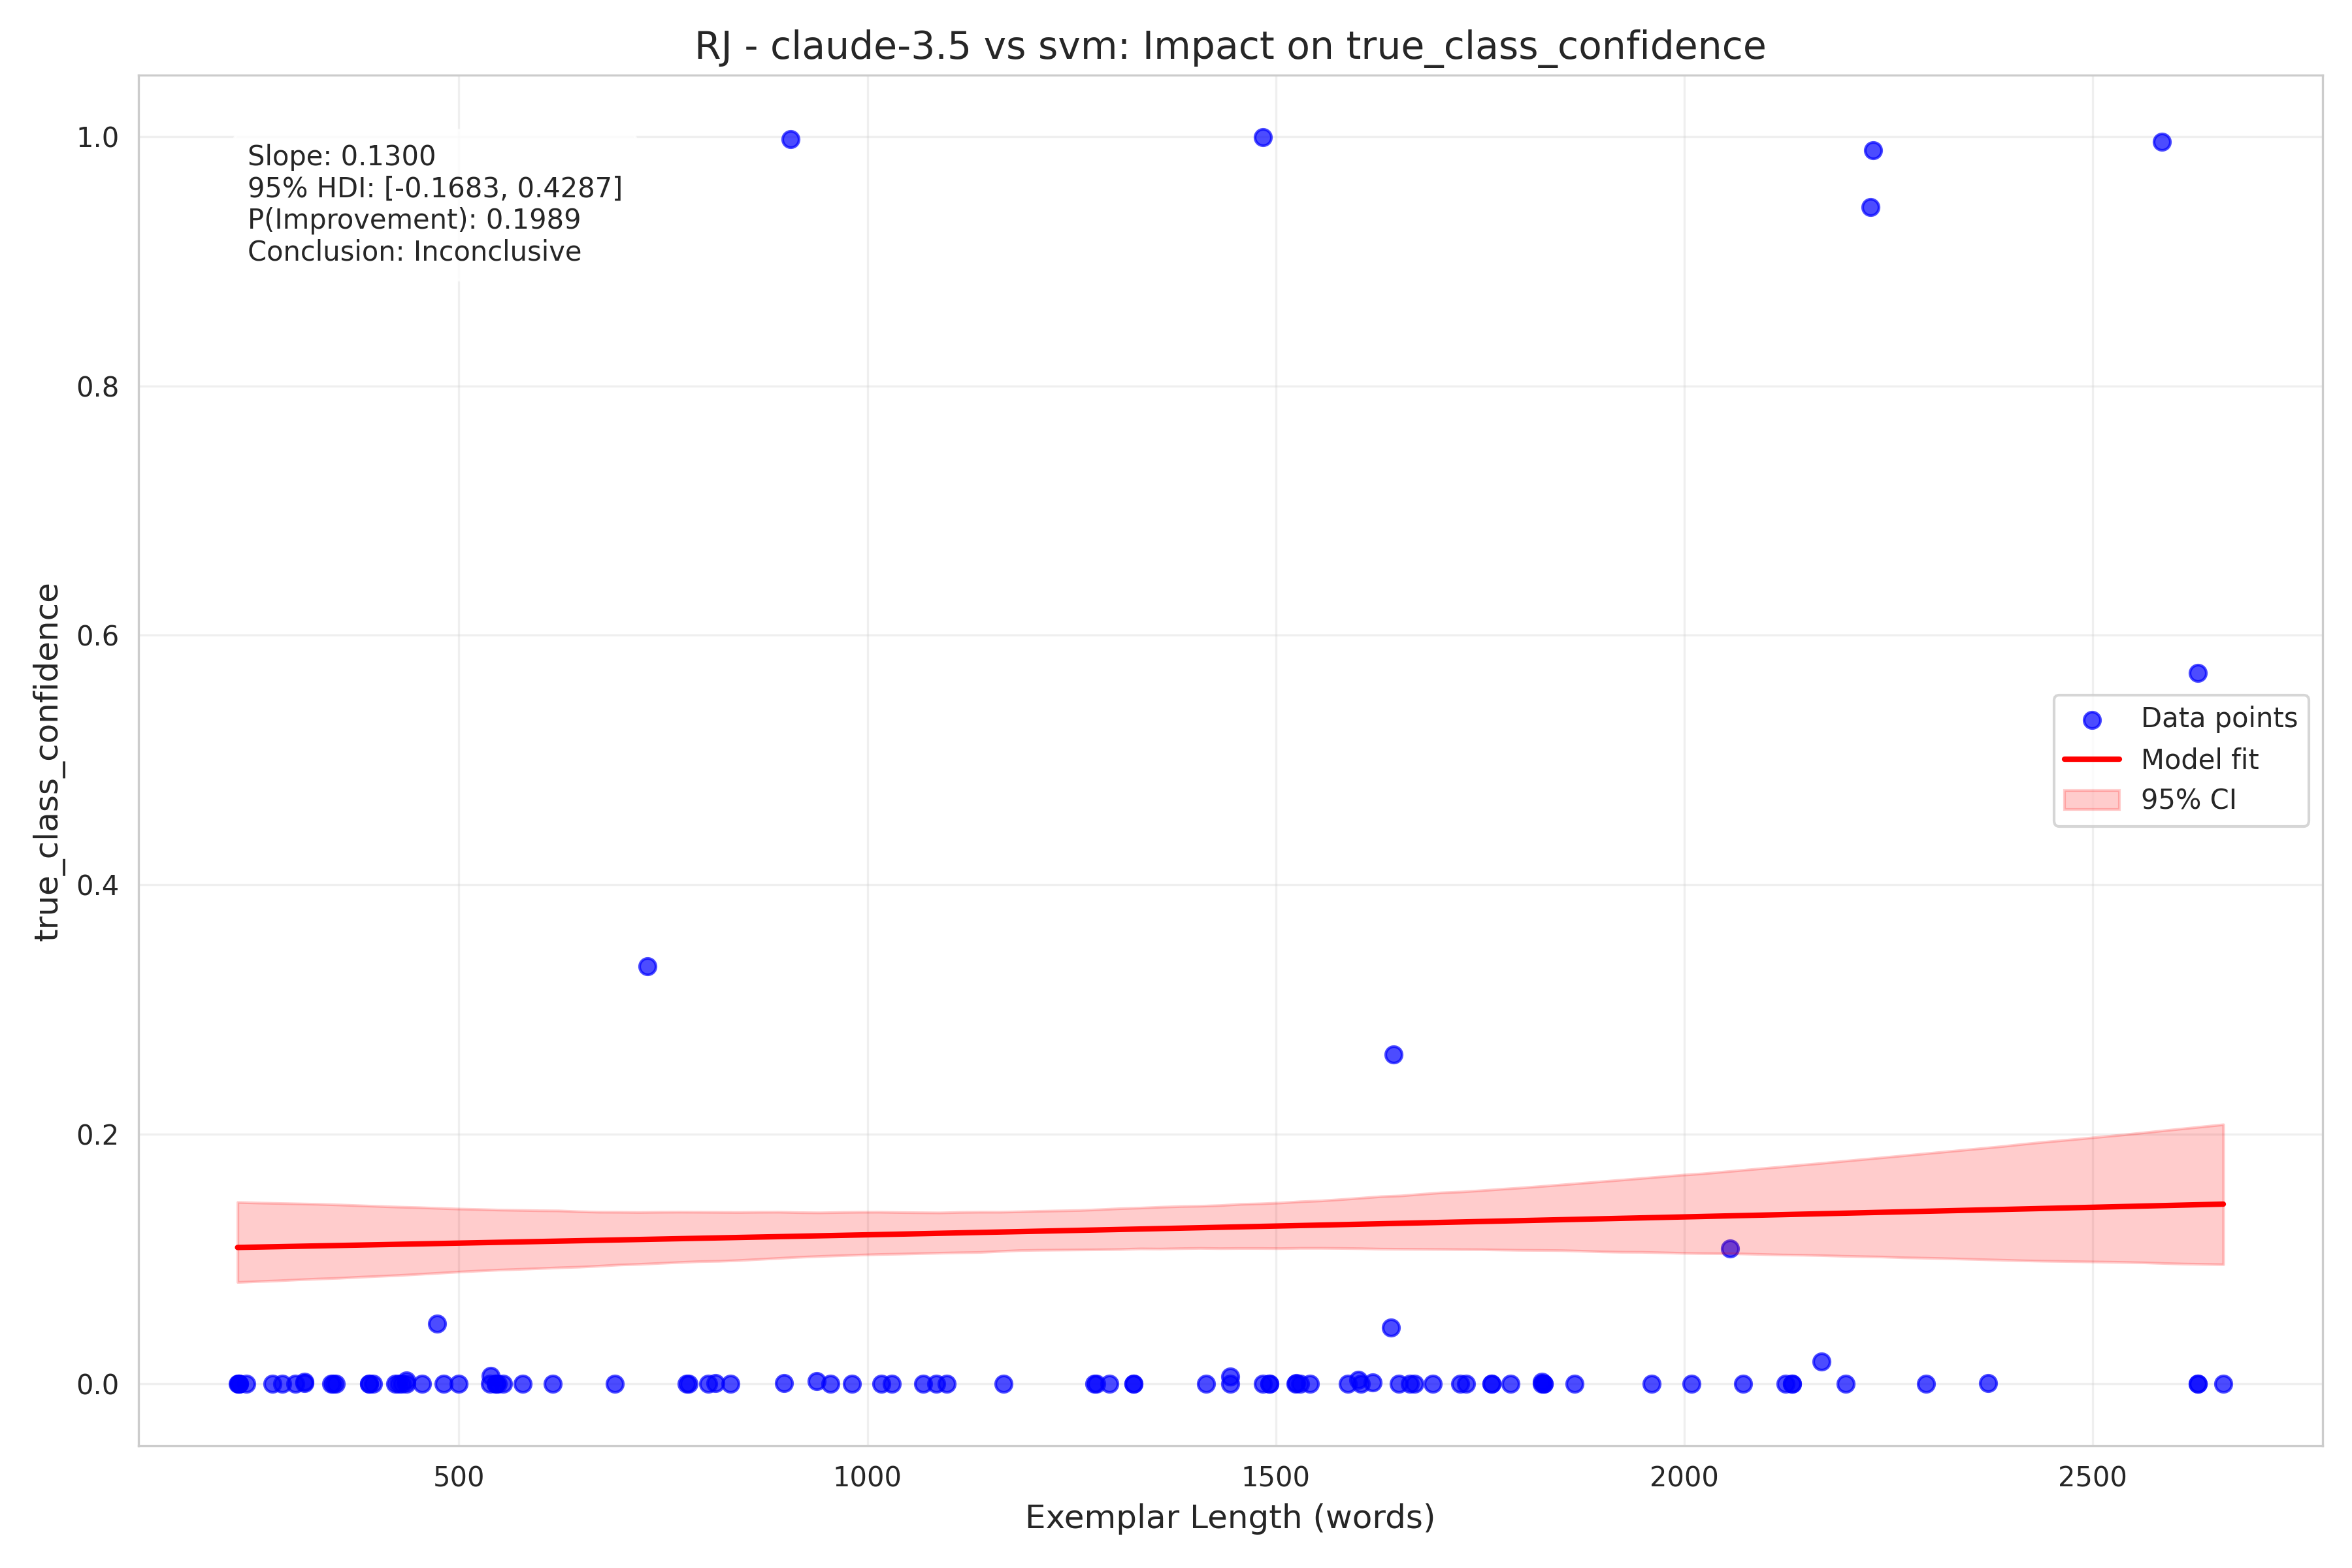 RJ - claude-3.5 vs svm: Impact on true_class_confidence
Slope: 0.1300
95% HDI: [-0.1683, 0.4287]
P(Improvement): 0.1989
Conclusion: Inconclusive
true_class_confidence
1.0
0.8
0.6
0.4
0.2
0.0
Data points
Model fit
95% CI
500
1000
1500
2000
2500
Exemplar Length (words)